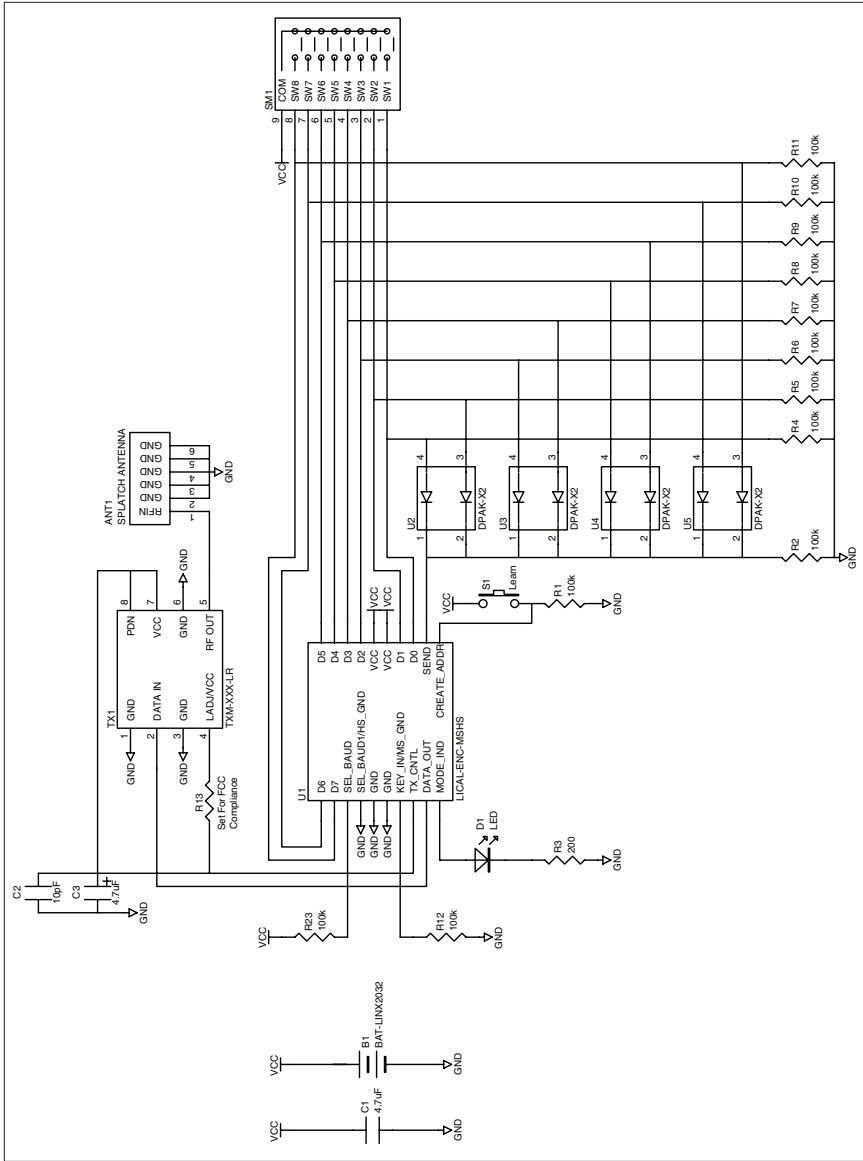 SM1
COM
SW8
SW7
SW6
SW5
SW4
SW3
SW2
SW1
9
8
7
6
5
4
3
2
1
VCC
R11
100k
R10
100k
R9
100k
R8
100k
R7
100k
R6
100k
R5
100k
R4
100k
R2
100k
GND
ANT1
SPLATCH ANTENNA
RFIN
GND
GND
GND
GND
GND
1
2
3
4
5
6
GND
TX1
TXM-XXX-LR
GND
DATA IN
GND
LADJ/VCC
PDN
VCC
GND
RF OUT
1
2
3
4
8
7
6
5
GND
GND
GND
R13
Set For FCC
Compliance
C2
10pF
C3
4.7uF
+
GND
U1
LICAL-ENC-MSHS
D6
D7
SEL_BAUD
SEL_BAUD1/HS_GND
GND
GND
KEY_IN/MS_GND
TX_CNTL
DATA_OUT
MODE_IND
D5
D4
D3
D2
VCC
VCC
D1
D0
SEND
CREATE_ADDR
VCC
VCC
GND
GND
GND
U2
1
2
4
3
DPAK-X2
U3
1
2
4
3
DPAK-X2
U4
1
2
4
3
DPAK-X2
U5
1
2
4
3
DPAK-X2
VCC
S1
Learn
R1
100k
GND
D1
LED
R3
200
GND
VCC
R23
100k
R12
100k
GND
VCC
B1
BAT-LINX2032
GND
VCC
C1
4.7uF
GND